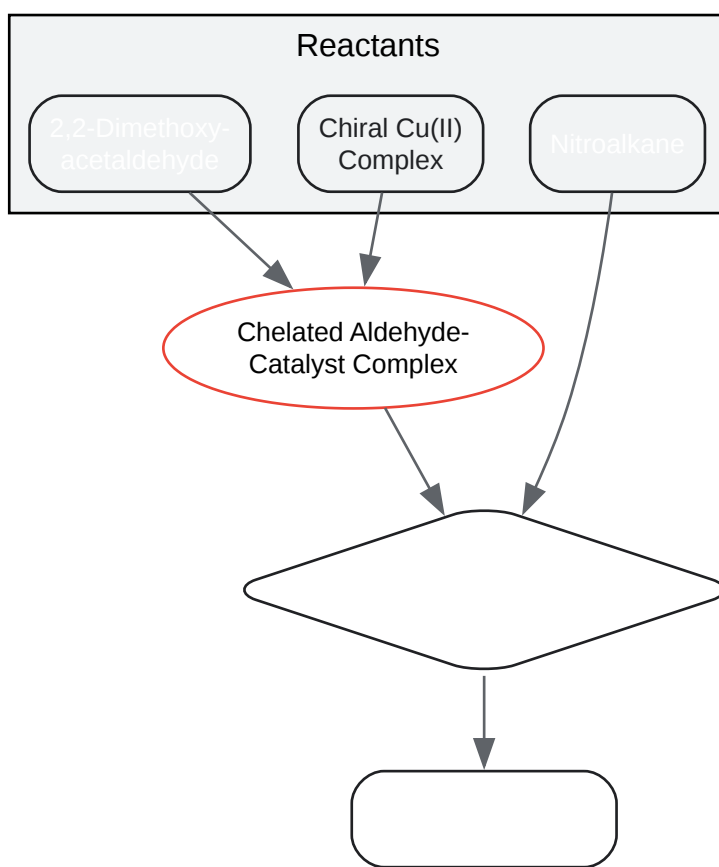 Reactants
2,2-Dimethoxy-
acetaldehyde
Chiral Cu(II)
Complex
Nitroalkane
Chelated Aldehyde-
Catalyst Complex